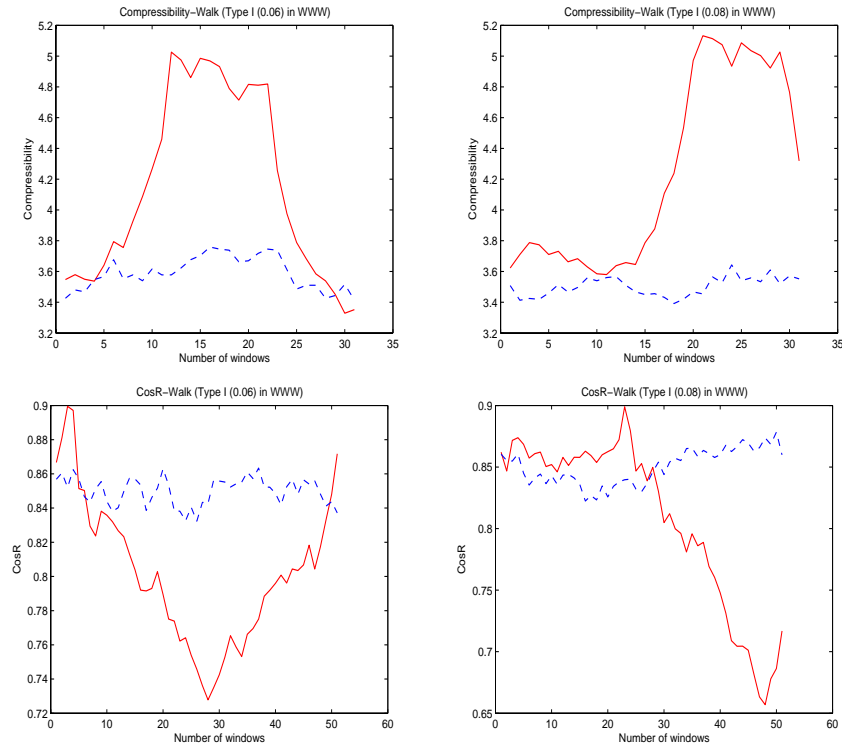 Compressibility-Walk (Type I (0.06) in WWW)
5.2
5
4.8
4.6
4.4
4.2
4
3.8
3.6
3.4
3.2
Compressibility
0 5 10 15 20 25 30 35
Number of windows
Compressibility-Walk (Type I (0.08) in WWW)
5.2
5
4.8
4.6
4.4
4.2
4
3.8
3.6
3.4
3.2
Compressibility
0 5 10 15 20 25 30 35
Number of windows
CosR-Walk (Type I (0.06) in WWW)
0.9
0.88
0.86
0.84
0.82
0.8
0.78
0.76
0.74
0.72
CosR
0 10 20 30 40 50 60
Number of windows
CosR-Walk (Type I (0.08) in WWW)
0.9
0.85
0.8
0.75
0.7
0.65
CosR
0 10 20 30 40 50 60
Number of windows